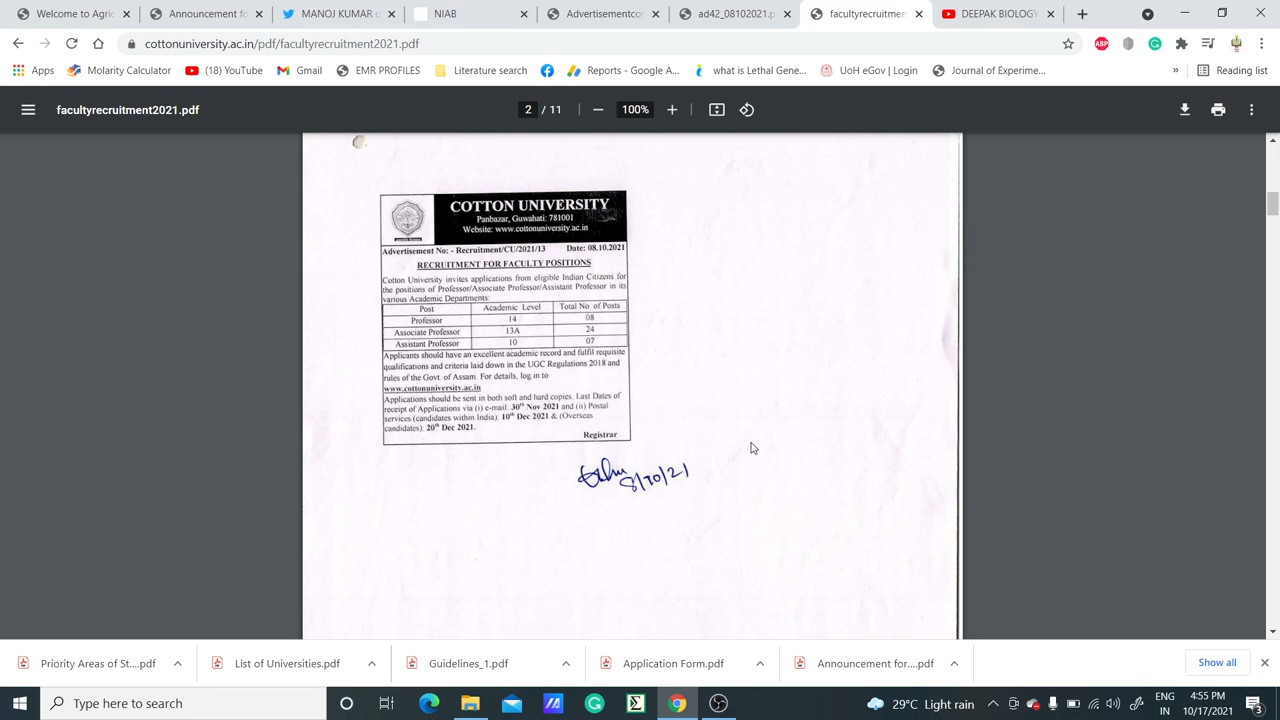 Welcome to Agric
Announcement for
MANOJ KUMAR o
NIAB
Advertisementco
ad42_08102021.p
facultyrecruitmen
DEEPAK BIOLOGY
cottonuniversity.ac.in/pdf/facultyrecruitment2021.pdf
Apps
Molarity Calculator
(18) YouTube
Gmail
EMR PROFILES
Literature search
Reports - Google A...
what is Lethal Gene...
UoH eGov | Login
Journal of Experime...
»
Reading list
facultyrecruitment2021.pdf
2 / 11
100%
COTTON UNIVERSITY
Panbazar, Guwahati: 781001
Website: www.cottonuniversity.ac.in
Advertisement No: - Recruitment/CU/2021/13 Date: 08.10.2021
RECRUITMENT FOR FACULTY POSITIONS
Cotton University invites applications from eligible Indian Citizens for
the positions of Professor/Associate Professor/Assistant Professor in its
various Academic Departments:
Post Academic Level Total No. of Posts
Professor 14 08
Associate Professor 13A 24
Assistant Professor 10 07
Applicants should have an excellent academic record and fulfil requisite
qualifications and criteria laid down in the UGC Regulations 2018 and
rules of the Govt. of Assam. For details, log in to
www.cottonuniversity.ac.in
Applications should be sent in both soft and hard copies. Last Dates of
receipt of Applications via (i) e-mail: 30th Nov 2021 and (ii) Postal
services (candidates within India): 10th Dec 2021 & (Overseas
candidates): 20th Dec 2021.
Registrar
8/10/21
Priority Areas of St....pdf
List of Universities.pdf
Guidelines_1.pdf
Application Form.pdf
Announcement for....pdf
Show all
Type here to search
29°C Light rain
ENG
IN
4:55 PM
10/17/2021
3